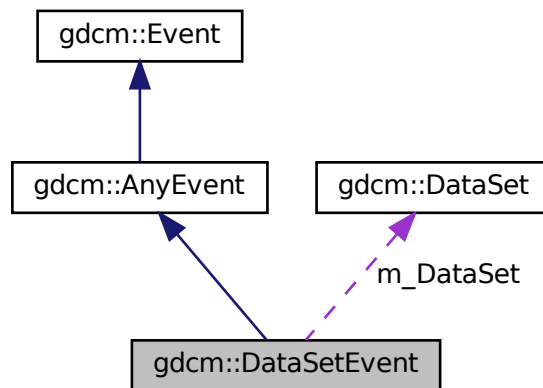 gdcm::Event
gdcm::AnyEvent
gdcm::DataSet
m_DataSet
gdcm::DataSetEvent